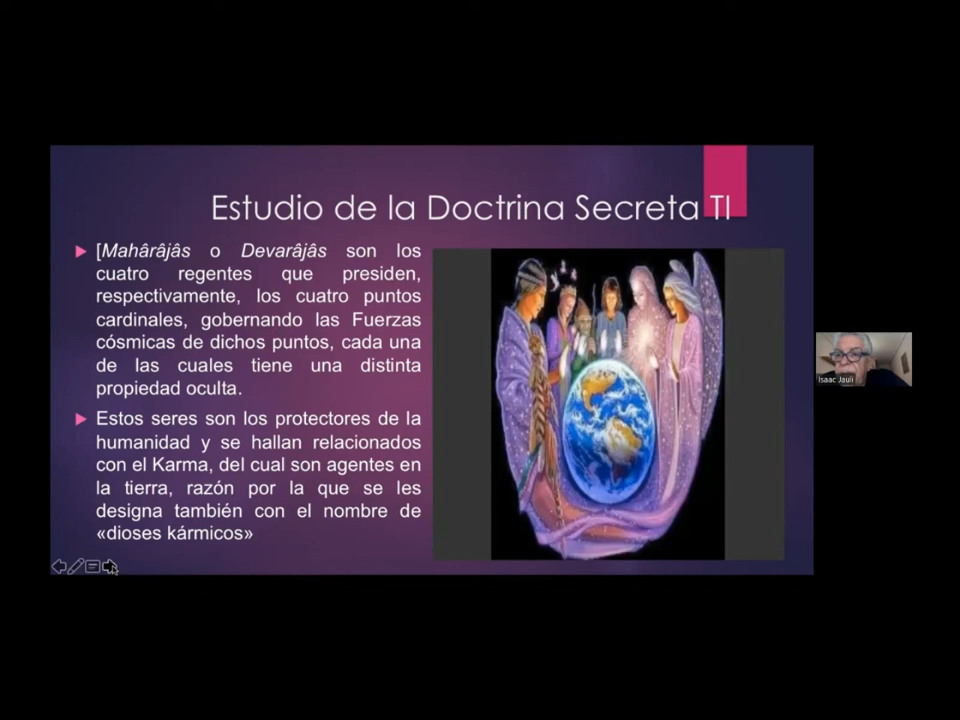 Estudio de la Doctrina Secreta TI
[Mahârâjâs o Devarâjâs son los
cuatro regentes que presiden,
respectivamente, los cuatro puntos
cardinales, gobernando las Fuerzas
cósmicas de dichos puntos, cada una
de las cuales tiene una distinta
propiedad oculta.
Estos seres son los protectores de la
humanidad y se hallan relacionados
con el Karma, del cual son agentes en
la tierra, razón por la que se les
designa también con el nombre de
«dioses kármicos»
Isaac Jauli